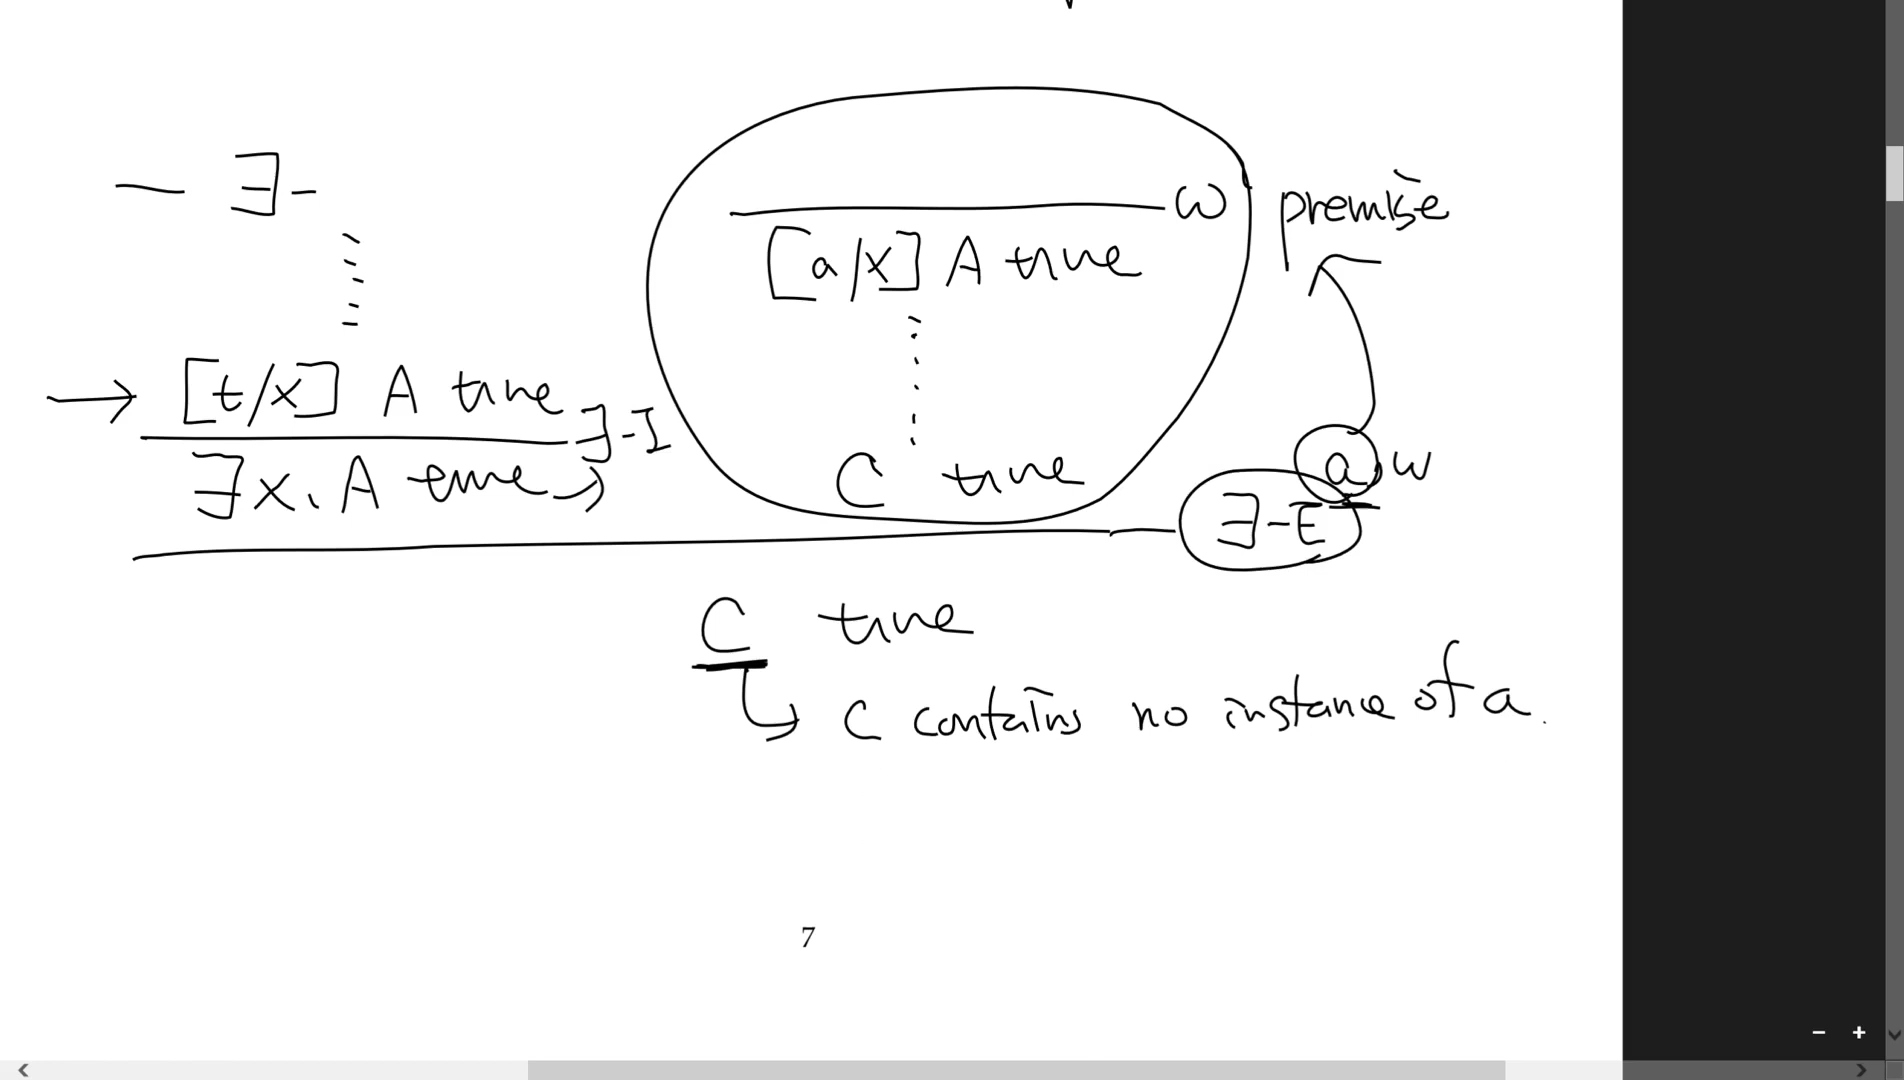 — ∃-
ω premise
[a/x] A true
[t/x] A true ∃-I
∃x. A true
C true
a, w
∃-E
C true
C contains no instance of a.
7